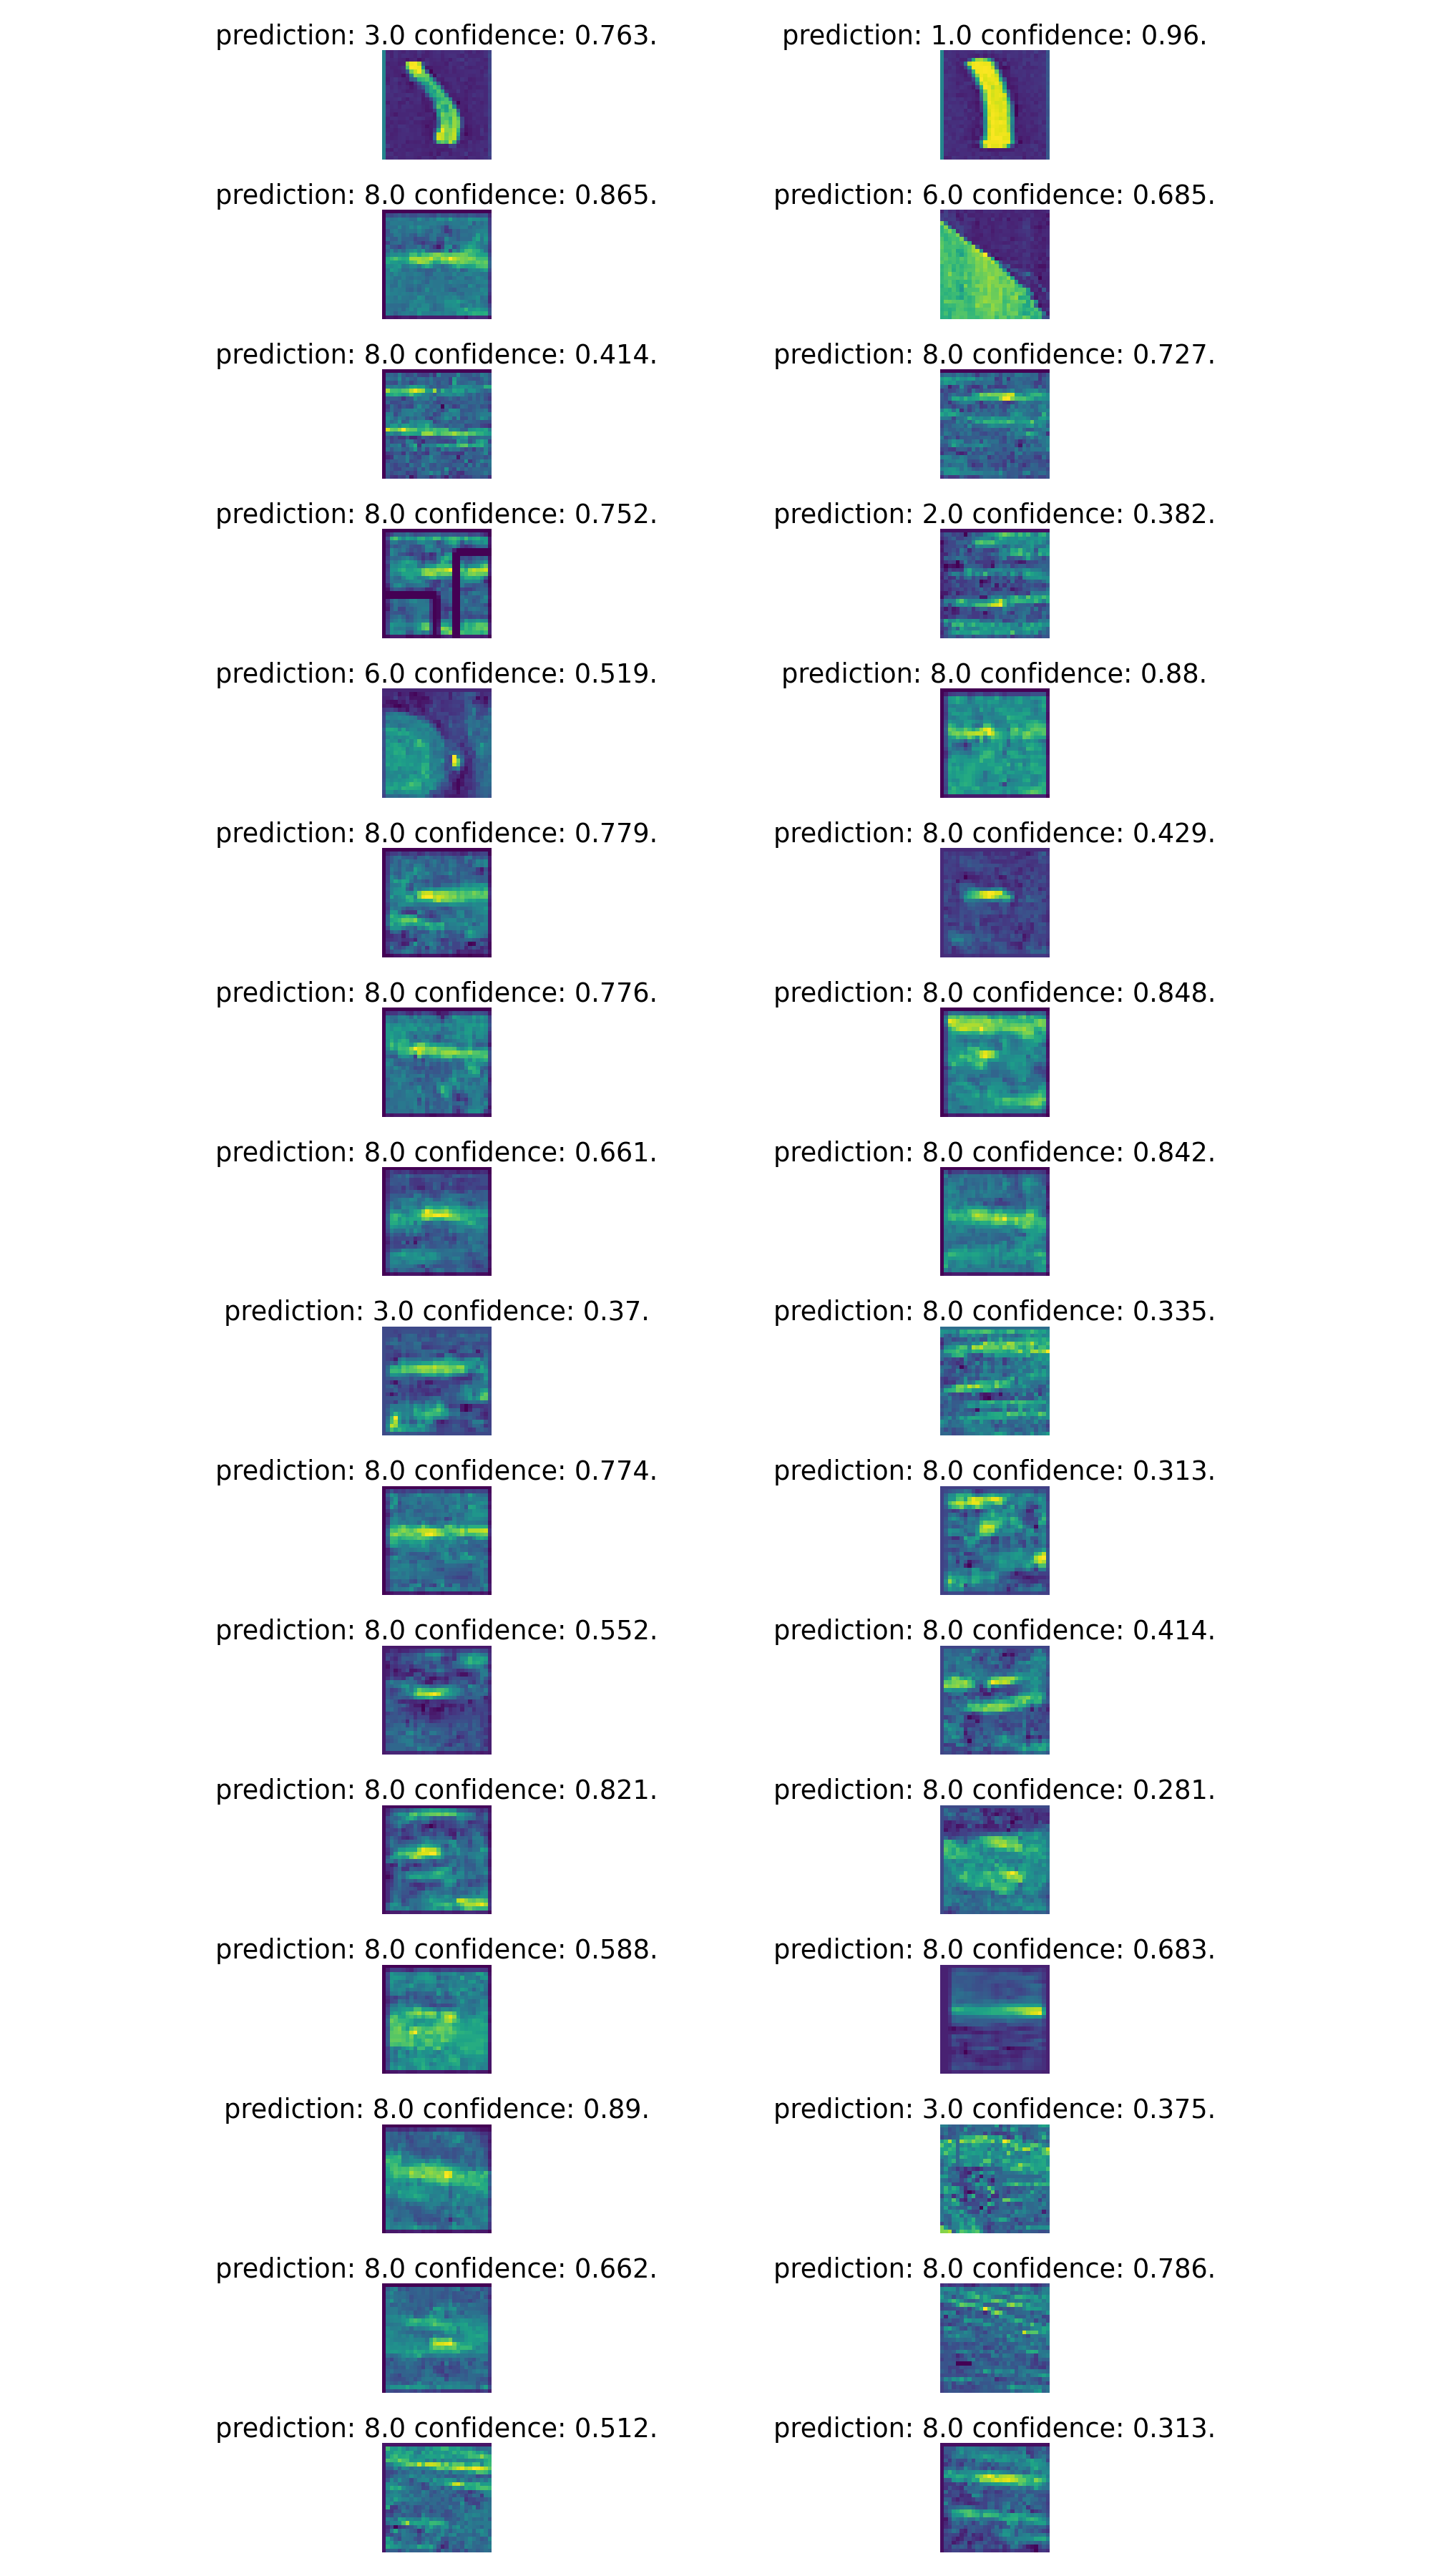 prediction: 3.0 confidence: 0.763. prediction: 1.0 confidence: 0.96.
prediction: 8.0 confidence: 0.865. prediction: 6.0 confidence: 0.685.
prediction: 8.0 confidence: 0.414. prediction: 8.0 confidence: 0.727.
prediction: 8.0 confidence: 0.752. prediction: 2.0 confidence: 0.382.
prediction: 6.0 confidence: 0.519. prediction: 8.0 confidence: 0.88.
prediction: 8.0 confidence: 0.779. prediction: 8.0 confidence: 0.429.
prediction: 8.0 confidence: 0.776. prediction: 8.0 confidence: 0.848.
prediction: 8.0 confidence: 0.661. prediction: 8.0 confidence: 0.842.
prediction: 3.0 confidence: 0.37. prediction: 8.0 confidence: 0.335.
prediction: 8.0 confidence: 0.774. prediction: 8.0 confidence: 0.313.
prediction: 8.0 confidence: 0.552. prediction: 8.0 confidence: 0.414.
prediction: 8.0 confidence: 0.821. prediction: 8.0 confidence: 0.281.
prediction: 8.0 confidence: 0.588. prediction: 8.0 confidence: 0.683.
prediction: 8.0 confidence: 0.89. prediction: 3.0 confidence: 0.375.
prediction: 8.0 confidence: 0.662. prediction: 8.0 confidence: 0.786.
prediction: 8.0 confidence: 0.512. prediction: 8.0 confidence: 0.313.